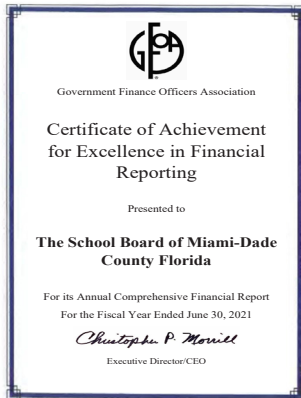 GFOA
Government Finance Officers Association
Certificate of Achievement
for Excellence in Financial
Reporting
Presented to
The School Board of Miami-Dade
County Florida
For its Annual Comprehensive Financial Report
For the Fiscal Year Ended June 30, 2021
Christopher P. Morrill
Executive Director/CEO